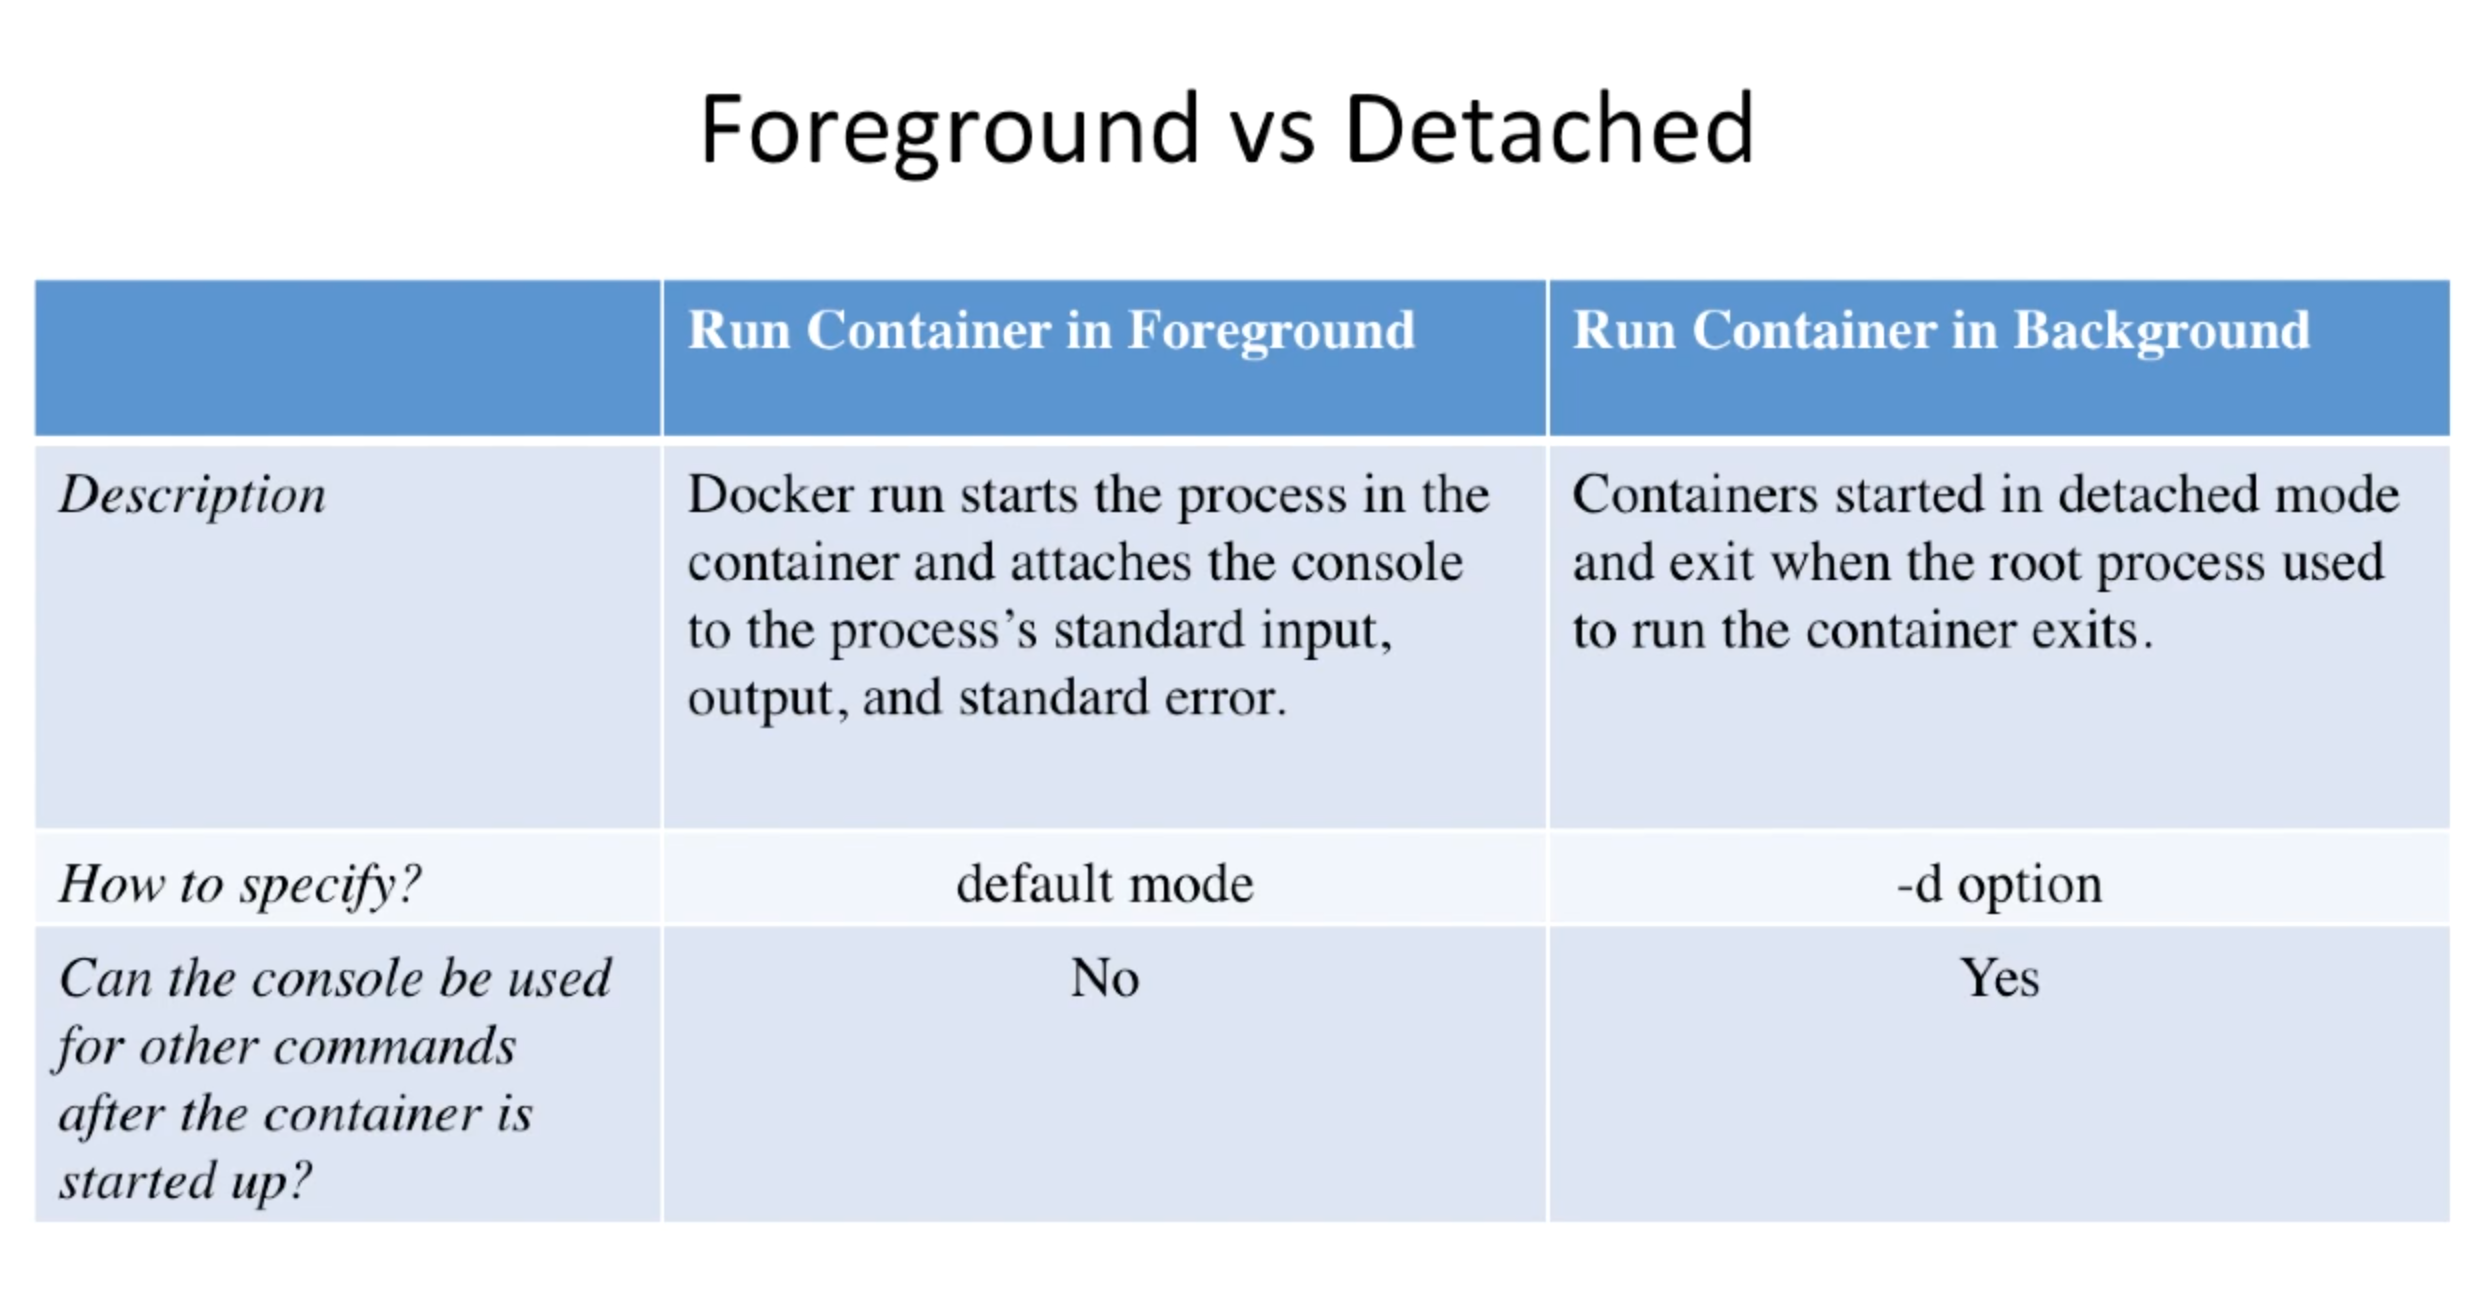 Foreground vs Detached
Run Container in Foreground
Run Container in Background
Description
Docker run starts the process in the
container and attaches the console
to the process’s standard input,
output, and standard error.
Containers started in detached mode
and exit when the root process used
to run the container exits.
How to specify?
default mode
-d option
Can the console be used
for other commands
after the container is
started up?
No
Yes